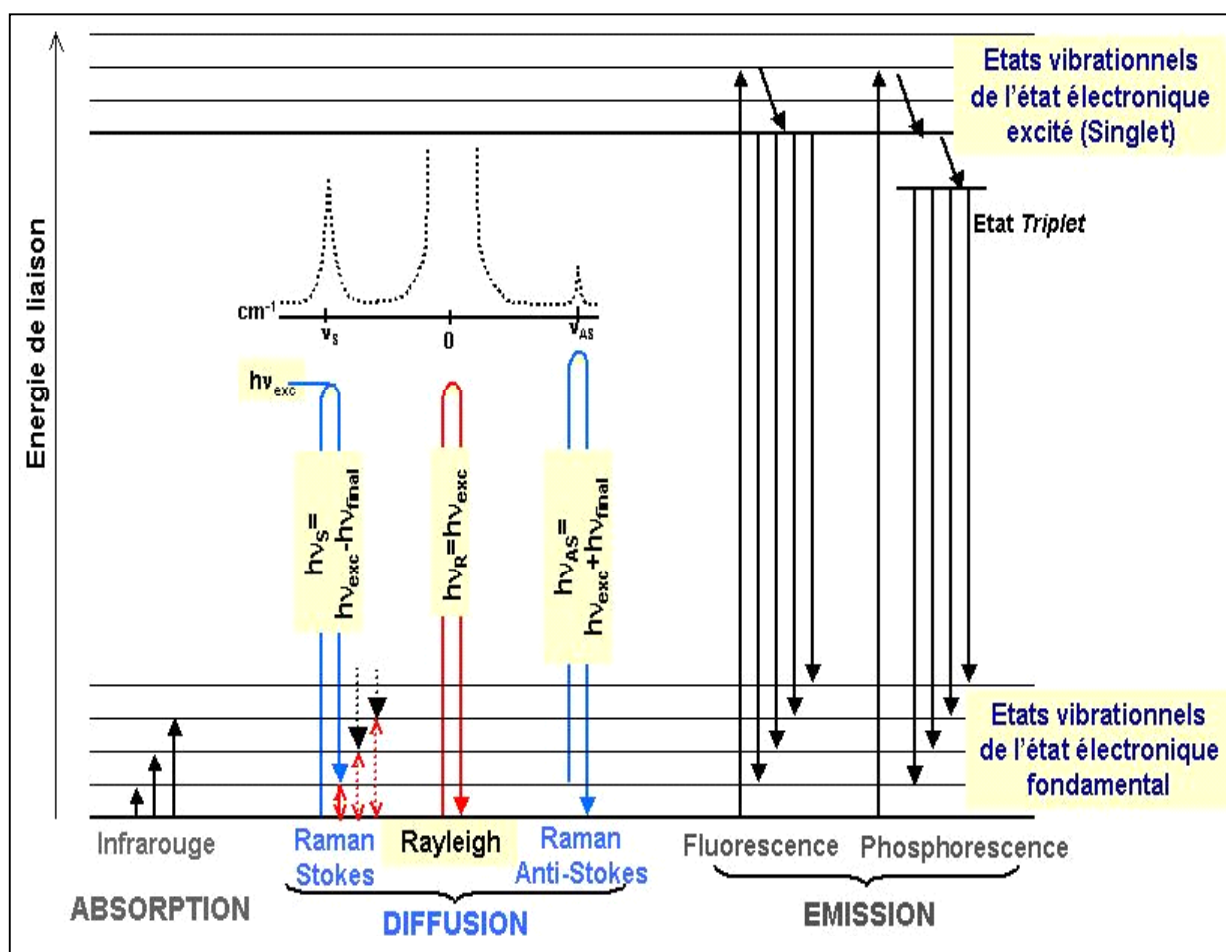 Etats vibrationnels
de l'état électronique
excité (Singlet)
Etat Triplet
Energie de liaison
cm-1
νS
0
νAS
hνexc
hνS=
hνexc-hνfinal
hνR=hνexc
hνAS=
hνexc+hνfinal
Etats vibrationnels
de l'état électronique
fondamental
Infrarouge
Raman
Stokes
Rayleigh
Raman
Anti-Stokes
Fluorescence
Phosphorescence
ABSORPTION
DIFFUSION
EMISSION